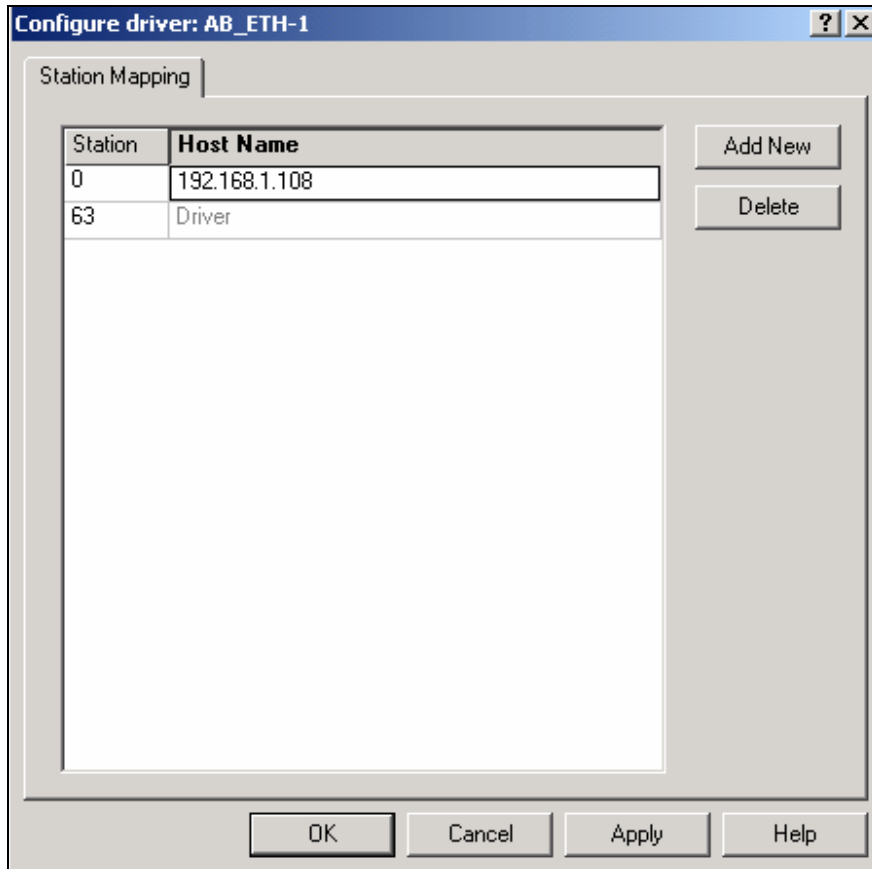 Configure driver: AB_ETH-1
? X
Station Mapping
Station Host Name
0 192.168.1.108
63 Driver
Add New
Delete
OK Cancel Apply Help